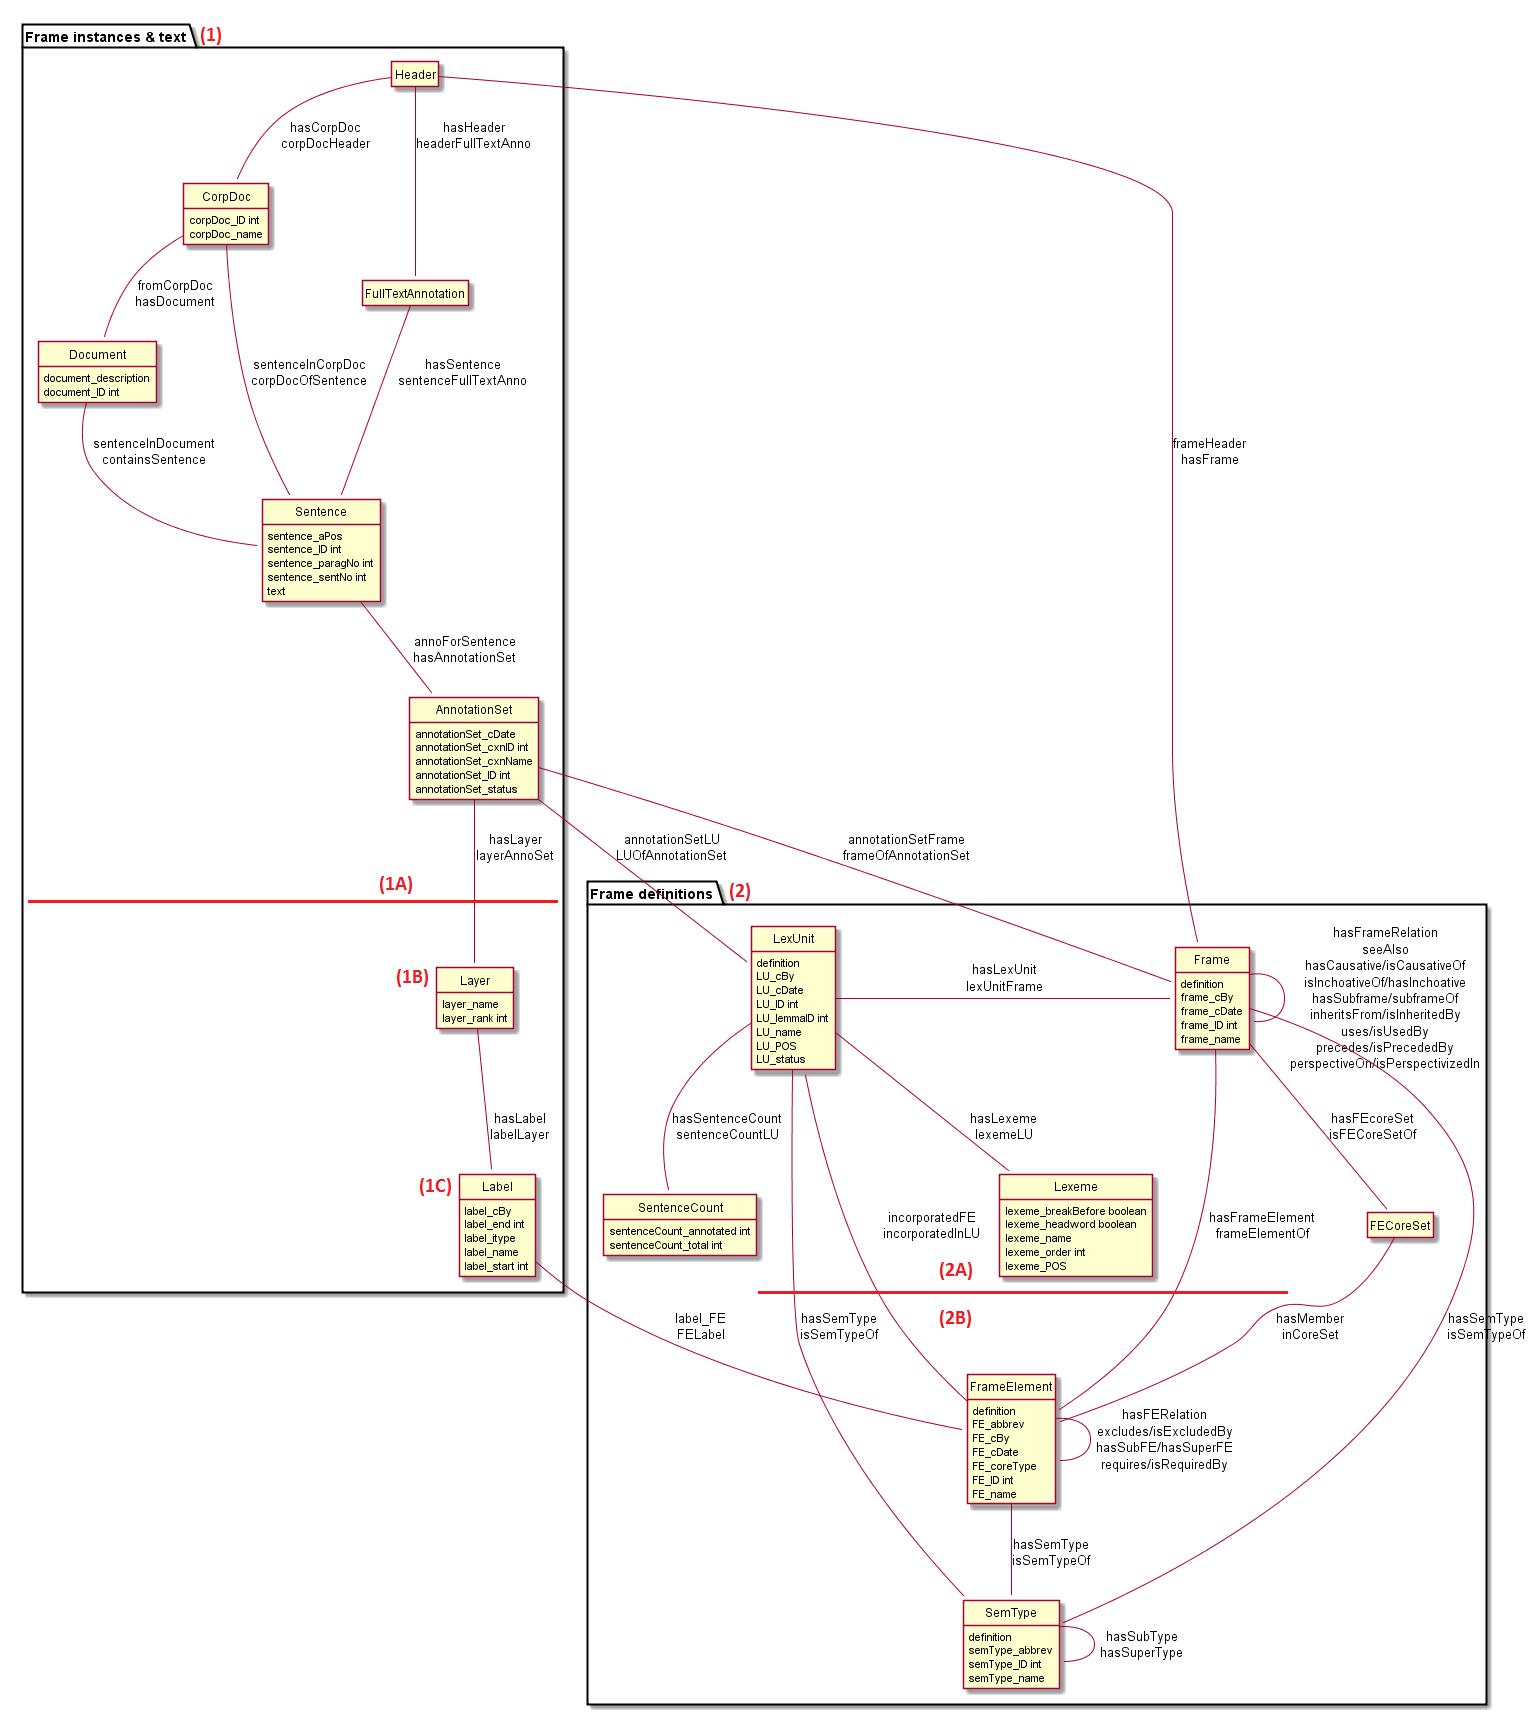 Frame instances & text (1)
Header
hasCorpDoc
corpDocHeader
hasHeader
headerFullTextAnno
CorpDoc
corpDoc_ID int
corpDoc_name
fromCorpDoc
hasDocument
FullTextAnnotation
Document
document_description
document_ID int
sentenceInCorpDoc
corpDocOfSentence
hasSentence
sentenceFullTextAnno
frameHeader
hasFrame
sentenceInDocument
containsSentence
Sentence
sentence_aPos
sentence_ID int
sentence_paragNo int
sentence_sentNo int
text
annoForSentence
hasAnnotationSet
AnnotationSet
annotationSet_cDate
annotationSet_cxnID int
annotationSet_cxnName
annotationSet_ID int
annotationSet_status
hasLayer
layerAnnoSet
annotationSetLU
LUOfAnnotationSet
annotationSetFrame
frameOfAnnotationSet
(1A)
(1B)
Layer
layer_name
layer_rank int
hasLabel
labelLayer
(1C)
Label
label_cBy
label_end int
label_itype
label_name
label_start int
Frame definitions (2)
LexUnit
definition
LU_cBy
LU_cDate
LU_ID int
LU_lemmaID int
LU_name
LU_POS
LU_status
hasLexUnit
lexUnitFrame
Frame
definition
frame_cBy
frame_cDate
frame_ID int
frame_name
hasFrameRelation
seeAlso
hasCausative/isCausativeOf
isInchoativeOf/hasInchoative
hasSubframe/subframeOf
inheritsFrom/isInheritedBy
uses/isUsedBy
precedes/isPrecededBy
perspectiveOn/isPerspectivizedIn
hasSentenceCount
sentenceCountLU
hasLexeme
lexemeLU
hasFEcoreSet
isFECoreSetOf
SentenceCount
sentenceCount_annotated int
sentenceCount_total int
incorporatedFE
incorporatedInLU
Lexeme
lexeme_breakBefore boolean
lexeme_headword boolean
lexeme_name
lexeme_order int
lexeme_POS
hasFrameElement
frameElementOf
FECoreSet
(2A)
(2B)
label_FE
FELabel
hasSemType
isSemTypeOf
hasMember
inCoreSet
hasSemType
isSemTypeOf
FrameElement
definition
FE_abbrev
FE_cBy
FE_cDate
FE_coreType
FE_ID int
FE_name
hasFERelation
excludes/isExcludedBy
hasSubFE/hasSuperFE
requires/isRequiredBy
hasSemType
isSemTypeOf
SemType
definition
semType_abbrev
semType_ID int
semType_name
hasSubType
hasSuperType